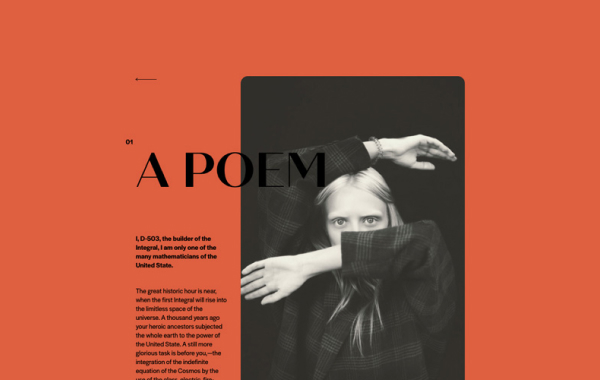 01
A POEM
I, D-503, the builder of the
Integral, I am only one of the
many mathematicians of the
United State.
The great historic hour is near,
when the first Integral will rise into
the limitless space of the
universe. A thousand years ago
your heroic ancestors subjected
the whole earth to the power of
the United State. A still more
glorious task is before you,—the
integration of the indefinite
equation of the Cosmos by the